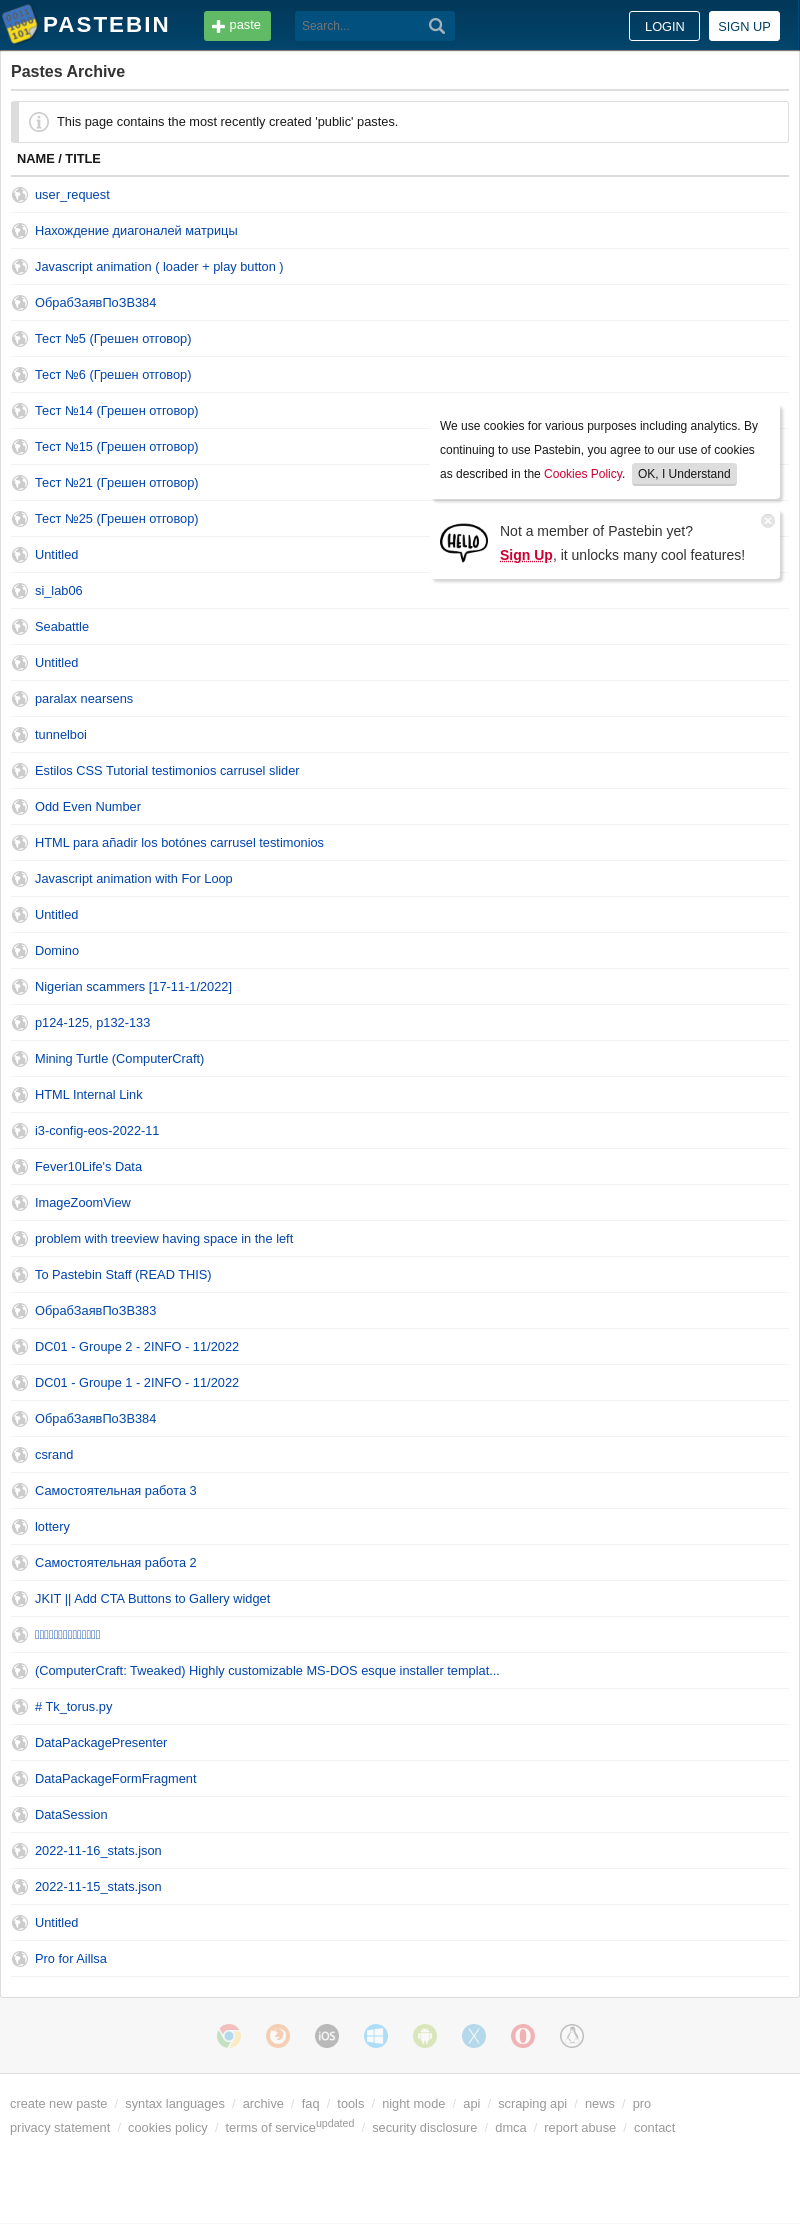 PASTEBIN
paste
Search...
LOGIN
SIGN UP
Pastes Archive
This page contains the most recently created 'public' pastes.
NAME / TITLE
user_request
Нахождение диагоналей матрицы
Javascript animation ( loader + play button )
ОбрабЗаявПоЗВ384
Тест №5 (Грешен отговор)
Тест №6 (Грешен отговор)
Тест №14 (Грешен отговор)
Тест №15 (Грешен отговор)
Тест №21 (Грешен отговор)
Тест №25 (Грешен отговор)
We use cookies for various purposes including analytics. By
continuing to use Pastebin, you agree to our use of cookies
as described in the Cookies Policy. OK, I Understand
HELLO
Not a member of Pastebin yet?
Sign Up, it unlocks many cool features!
Untitled
si_lab06
Seabattle
Untitled
paralax nearsens
tunnelboi
Estilos CSS Tutorial testimonios carrusel slider
Odd Even Number
HTML para añadir los botónes carrusel testimonios
Javascript animation with For Loop
Untitled
Domino
Nigerian scammers [17-11-1/2022]
p124-125, p132-133
Mining Turtle (ComputerCraft)
HTML Internal Link
i3-config-eos-2022-11
Fever10Life's Data
ImageZoomView
problem with treeview having space in the left
To Pastebin Staff (READ THIS)
ОбрабЗаявПоЗВ383
DC01 - Groupe 2 - 2INFO - 11/2022
DC01 - Groupe 1 - 2INFO - 11/2022
ОбрабЗаявПоЗВ384
csrand
Самостоятельная работа 3
lottery
Самостоятельная работа 2
JKIT || Add CTA Buttons to Gallery widget
(ComputerCraft: Tweaked) Highly customizable MS-DOS esque installer templat...
# Tk_torus.py
DataPackagePresenter
DataPackageFormFragment
DataSession
2022-11-16_stats.json
2022-11-15_stats.json
Untitled
Pro for Aillsa
iOS
create new paste / syntax languages / archive / faq / tools / night mode / api / scraping api / news / pro
privacy statement / cookies policy / terms of service updated / security disclosure / dmca / report abuse / contact